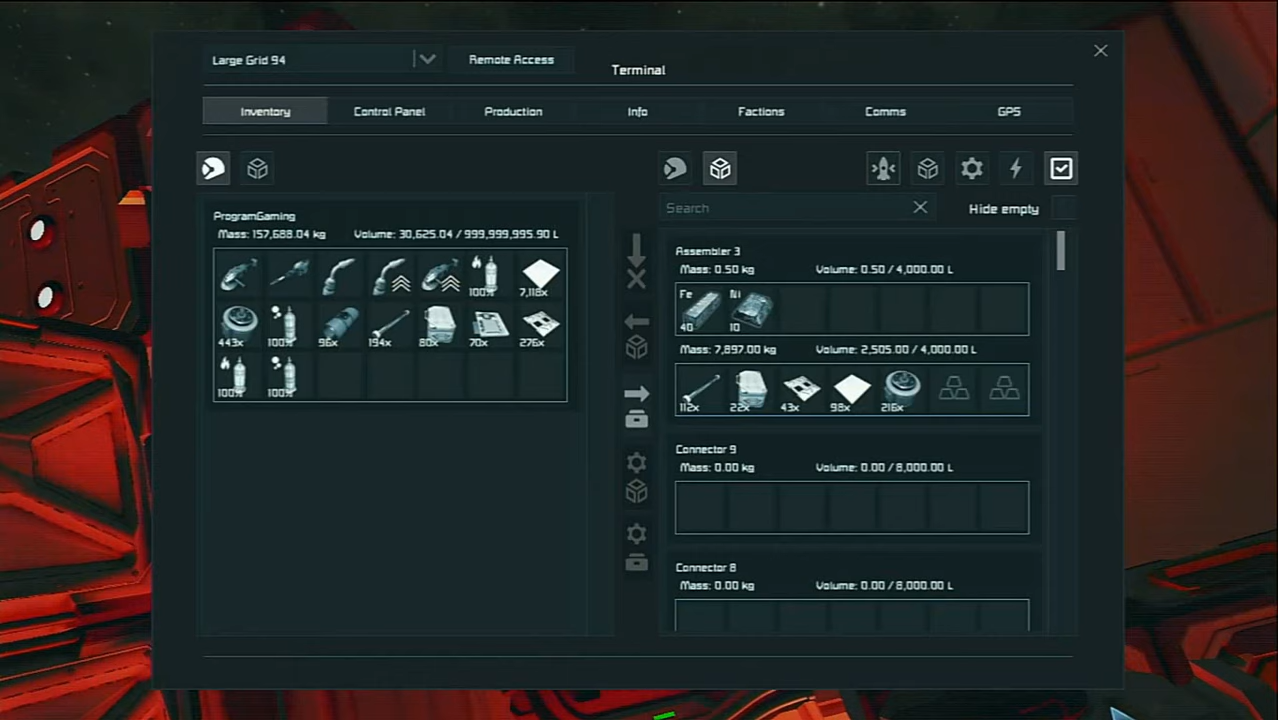 Large Grid 94
Remote Access
Terminal
Inventory
Control Panel
Production
Info
Factions
Comms
GPS
Search
Hide empty
ProgramGaming
Mass: 157,688.04 kg Volume: 30,625.04 / 999,999,995.90 L
100% 7,118x
443x 100% 96x 194x 80x 70x 276x
100% 100%
Assembler 3
Mass: 0.50 kg Volume: 0.50 / 4,000.00 L
Fe Ni
40 10
Mass: 7,897.00 kg Volume: 2,505.00 / 4,000.00 L
112x 22x 43x 98x 216x
Connector 9
Mass: 0.00 kg Volume: 0.00 / 8,000.00 L
Connector 8
Mass: 0.00 kg Volume: 0.00 / 8,000.00 L